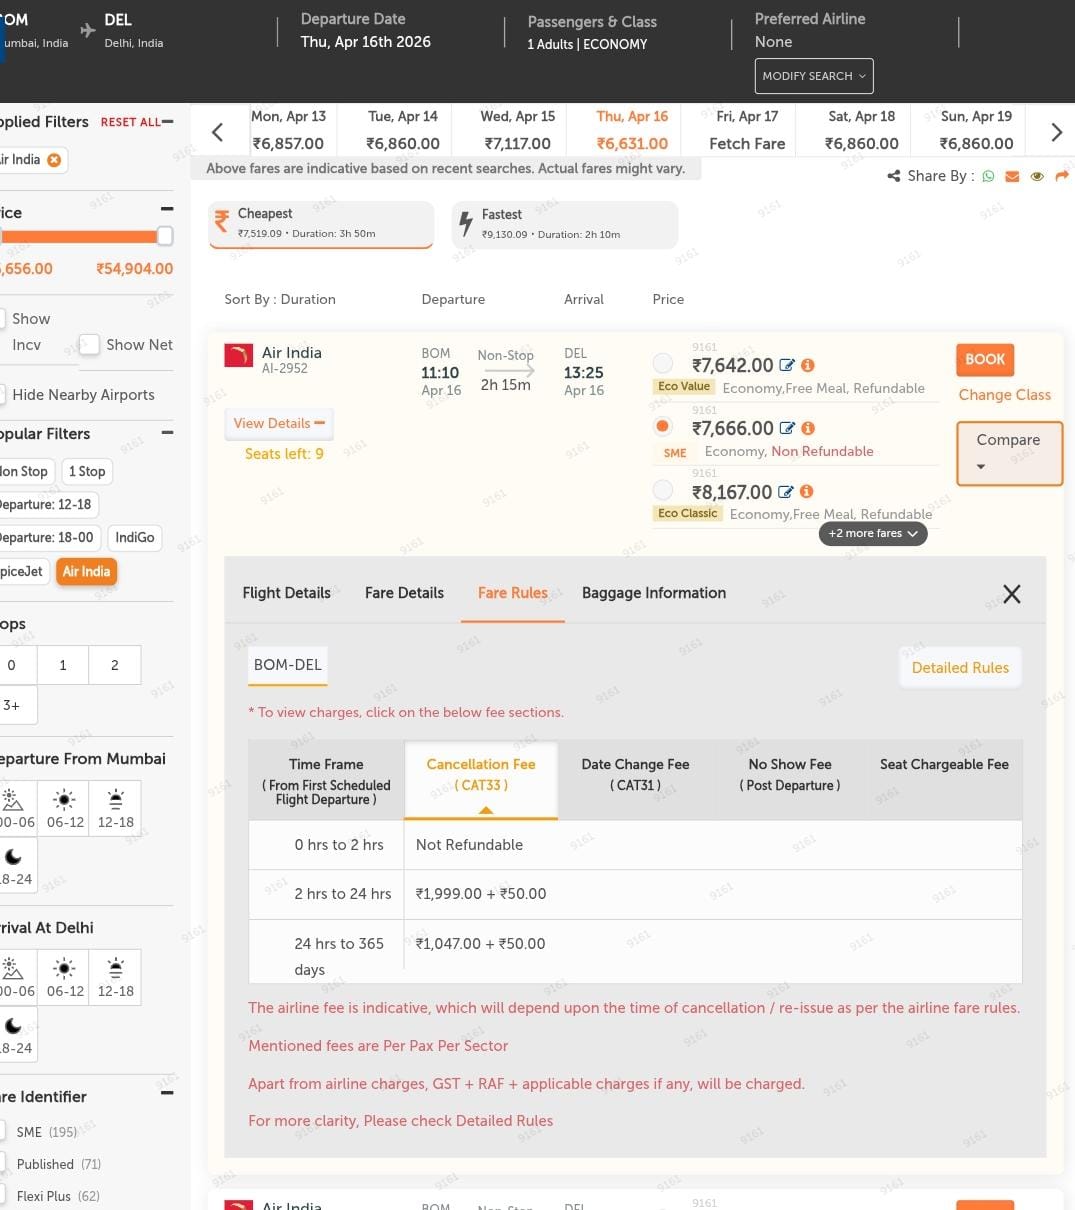 OM
DEL
umbai, India
Delhi, India
Departure Date
Thu, Apr 16th 2026
Passengers & Class
1 Adults | ECONOMY
Preferred Airline
None
MODIFY SEARCH
pplied Filters
RESET ALL
ir India
Mon, Apr 13
₹6,857.00
Tue, Apr 14
₹6,860.00
Wed, Apr 15
₹7,117.00
Thu, Apr 16
₹6,631.00
Fri, Apr 17
Fetch Fare
Sat, Apr 18
₹6,860.00
Sun, Apr 19
₹6,860.00
Above fares are indicative based on recent searches. Actual fares might vary.
Share By :
ice
,656.00
₹54,904.00
Cheapest
₹7,519.09 • Duration: 3h 50m
Fastest
₹9,130.09 • Duration: 2h 10m
Show
Incv
Show Net
Hide Nearby Airports
opular Filters
on Stop
1 Stop
Departure: 12-18
Departure: 18-00
IndiGo
piceJet
Air India
ops
0
1
2
3+
eparture From Mumbai
00-06
06-12
12-18
8-24
rival At Delhi
00-06
06-12
12-18
8-24
re Identifier
SME (195)
Published (71)
Flexi Plus (62)
Sort By : Duration
Departure
Arrival
Price
Air India
AI-2952
BOM
11:10
Apr 16
Non-Stop
2h 15m
DEL
13:25
Apr 16
9161
₹7,642.00
Eco Value
Economy,Free Meal, Refundable
9161
₹7,666.00
SME
Economy, Non Refundable
9161
₹8,167.00
Eco Classic
Economy,Free Meal, Refundable
+2 more fares
BOOK
Change Class
Compare
View Details
Seats left: 9
Flight Details
Fare Details
Fare Rules
Baggage Information
BOM-DEL
Detailed Rules
* To view charges, click on the below fee sections.
Time Frame
( From First Scheduled
Flight Departure )
Cancellation Fee
( CAT33 )
Date Change Fee
( CAT31 )
No Show Fee
( Post Departure )
Seat Chargeable Fee
0 hrs to 2 hrs
Not Refundable
2 hrs to 24 hrs
₹1,999.00 + ₹50.00
24 hrs to 365
days
₹1,047.00 + ₹50.00
The airline fee is indicative, which will depend upon the time of cancellation / re-issue as per the airline fare rules.
Mentioned fees are Per Pax Per Sector
Apart from airline charges, GST + RAF + applicable charges if any, will be charged.
For more clarity, Please check Detailed Rules
Air India
BOM
Non-Stop
DEL
9161